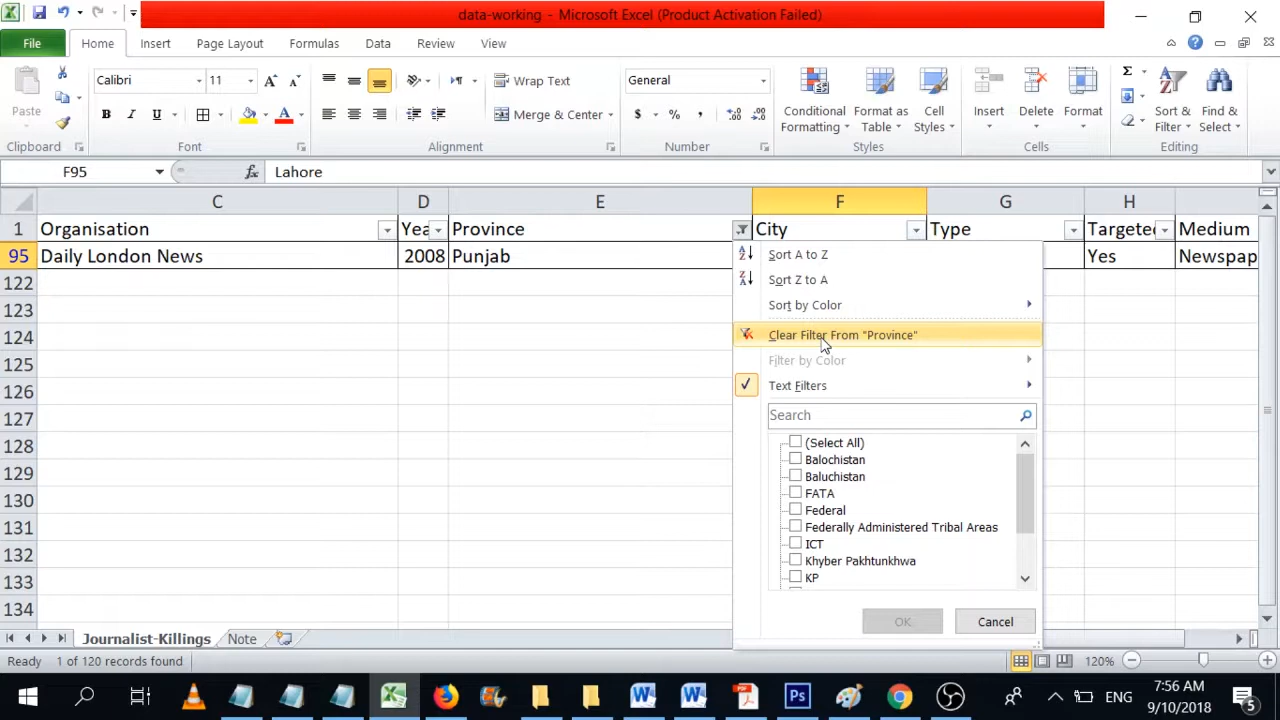 data-working - Microsoft Excel (Product Activation Failed)
File Home Insert Page Layout Formulas Data Review View
Calibri 11 Wrap Text General
Paste Merge & Center Conditional Formatting Format as Table Cell Styles Insert Delete Format Sort & Filter Find & Select
Clipboard Font Alignment Number Styles Cells Editing
F95 fx Lahore
C D E F G H
1 Organisation Yea Province City Type Targeted Medium
95 Daily London News 2008 Punjab Yes Newspap
122
123
124
125
126
127
128
129
130
131
132
133
134
Sort A to Z
Sort Z to A
Sort by Color
Clear Filter From "Province"
Filter by Color
Text Filters
Search
(Select All)
Balochistan
Baluchistan
FATA
Federal
Federally Administered Tribal Areas
ICT
Khyber Pakhtunkhwa
KP
OK Cancel
Journalist-Killings Note
Ready 1 of 120 records found 120%
ENG 7:56 AM
9/10/2018 5